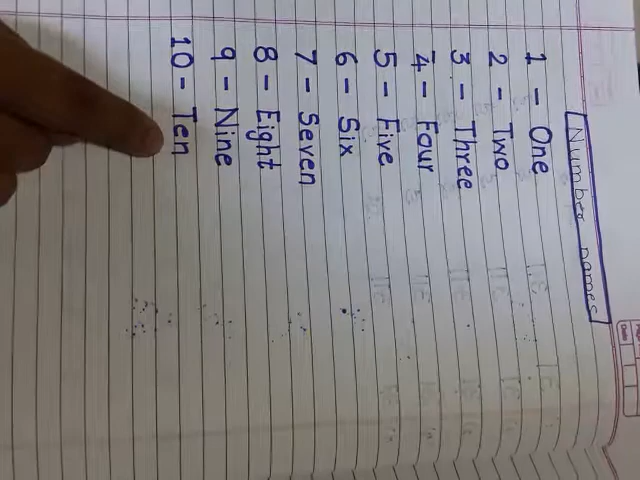 Number names
1 - One
2 - Two
3 - Three
4 - Four
5 - Five
6 - Six
7 - Seven
8 - Eight
9 - Nine
10 - Ten